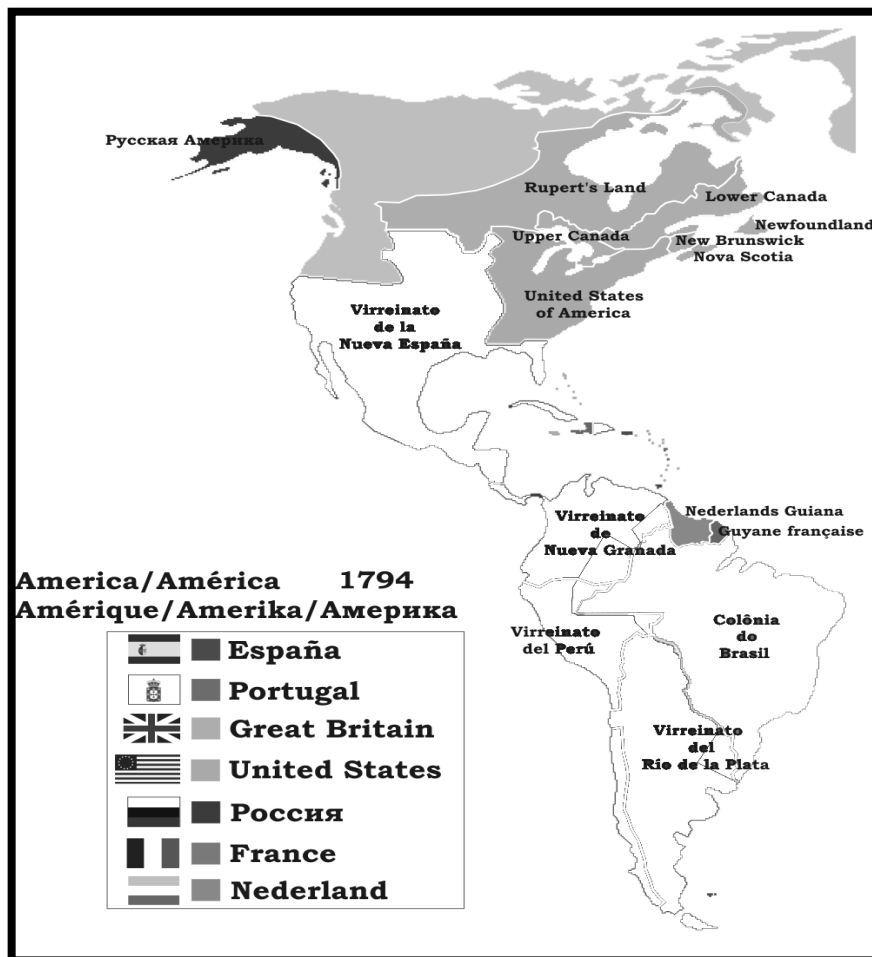 Русская Америка
Rupert's Land
Lower Canada
Newfoundland
Upper Canada
New Brunswick
Nova Scotia
United States
of America
Virreinato
de la
Nueva España
Nederlands Guiana
Guyane française
Virreinato
de
Nueva Granada
America/América 1794
Amérique/Amerika/Америка
Virreinato
del Perú
Colônia
do
Brasil
Virreinato
del
Rio de la Plata
España
Portugal
Great Britain
United States
Россия
France
Nederland